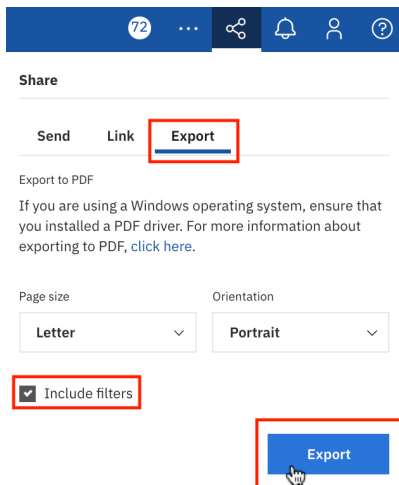 72 ...
Share
Send Link Export
Export to PDF
If you are using a Windows operating system, ensure that
you installed a PDF driver. For more information about
exporting to PDF, click here.
Page size Orientation
Letter Portrait
Include filters
Export